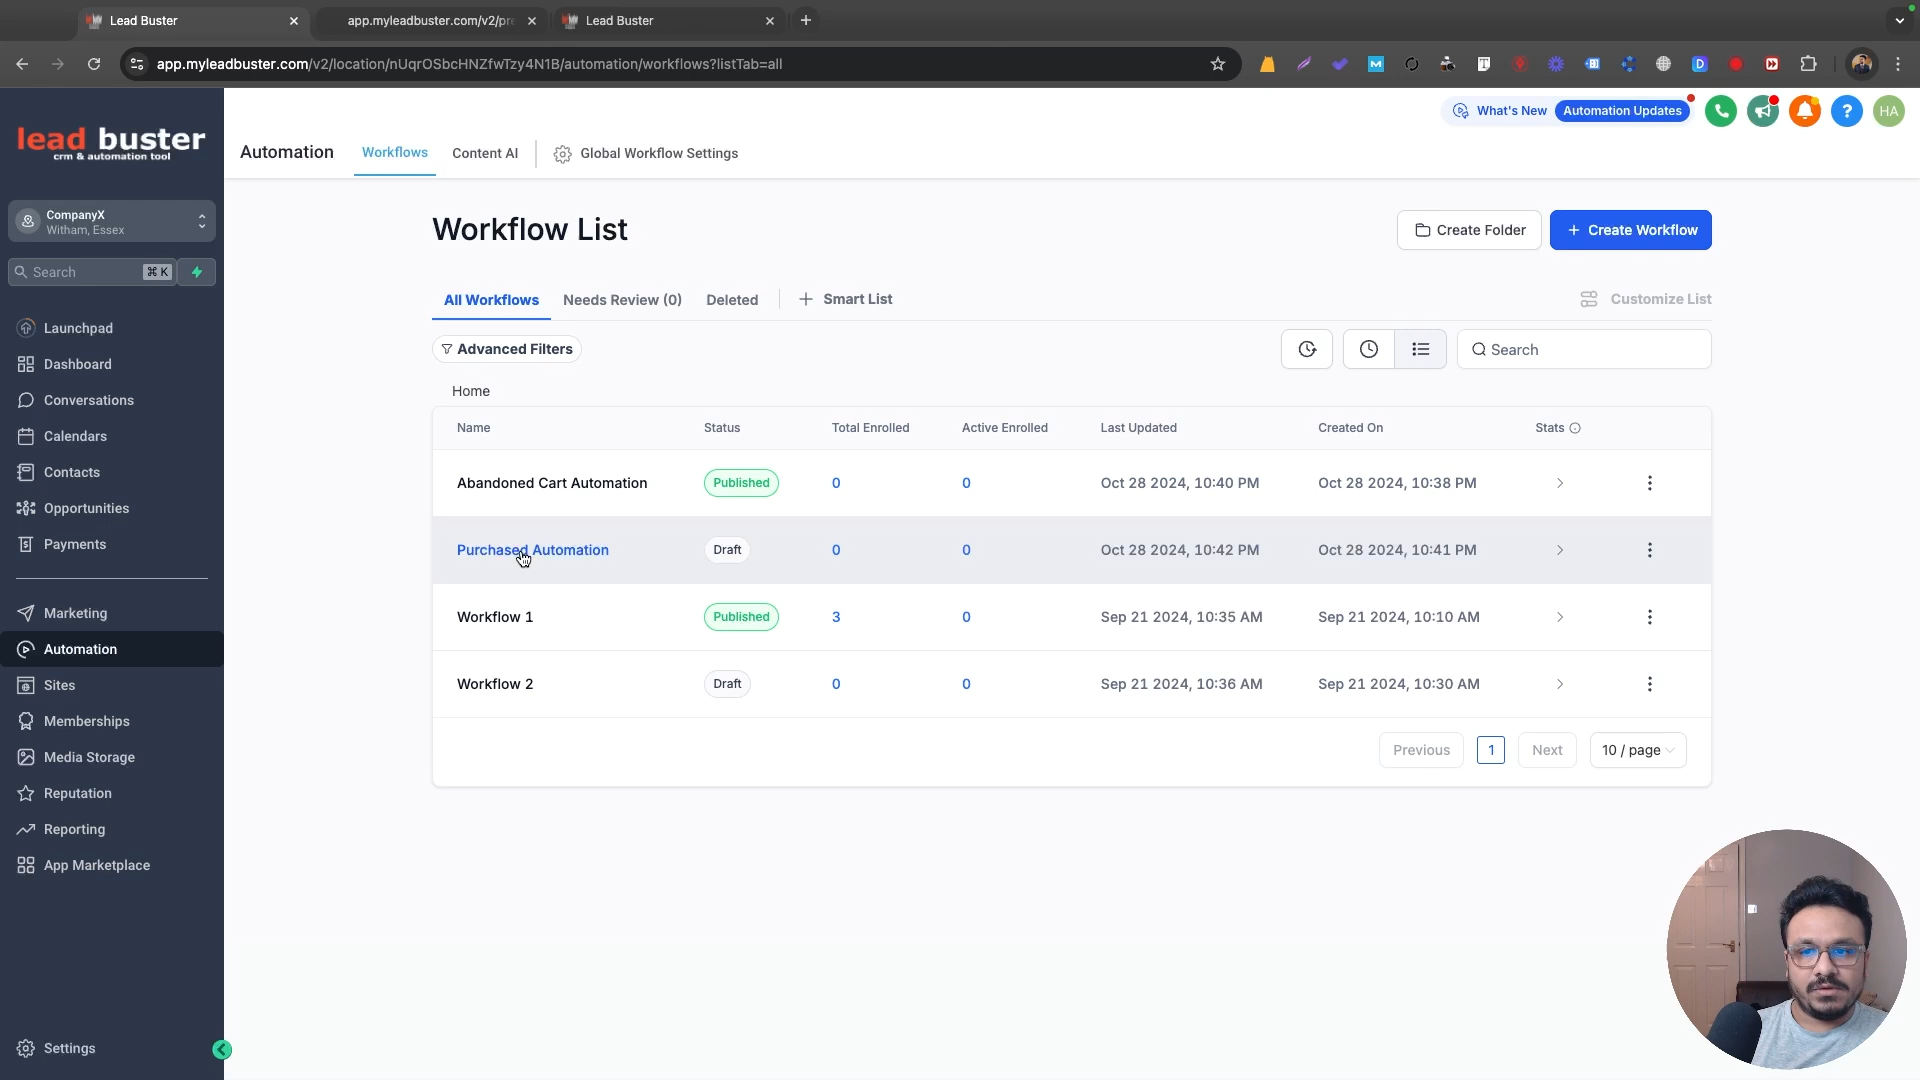 Lead Buster
app.myleadbuster.com/v2/pre
Lead Buster
app.myleadbuster.com/v2/location/nUqrOSbcHNZfwTzy4N1B/automation/workflows?listTab=all
What's New
Automation Updates
HA
lead buster
crm & automation tool
Automation
Workflows
Content AI
Global Workflow Settings
CompanyX
Witham, Essex
Search
⌘ K
Launchpad
Dashboard
Conversations
Calendars
Contacts
Opportunities
Payments
Marketing
Automation
Sites
Memberships
Media Storage
Reputation
Reporting
App Marketplace
Settings
Workflow List
Create Folder
+ Create Workflow
All Workflows
Needs Review (0)
Deleted
+ Smart List
Customize List
Advanced Filters
Search
Home
Name Status Total Enrolled Active Enrolled Last Updated Created On Stats
Abandoned Cart Automation Published 0 0 Oct 28 2024, 10:40 PM Oct 28 2024, 10:38 PM
Purchased Automation Draft 0 0 Oct 28 2024, 10:42 PM Oct 28 2024, 10:41 PM
Workflow 1 Published 3 0 Sep 21 2024, 10:35 AM Sep 21 2024, 10:10 AM
Workflow 2 Draft 0 0 Sep 21 2024, 10:36 AM Sep 21 2024, 10:30 AM
Previous 1 Next 10 / page